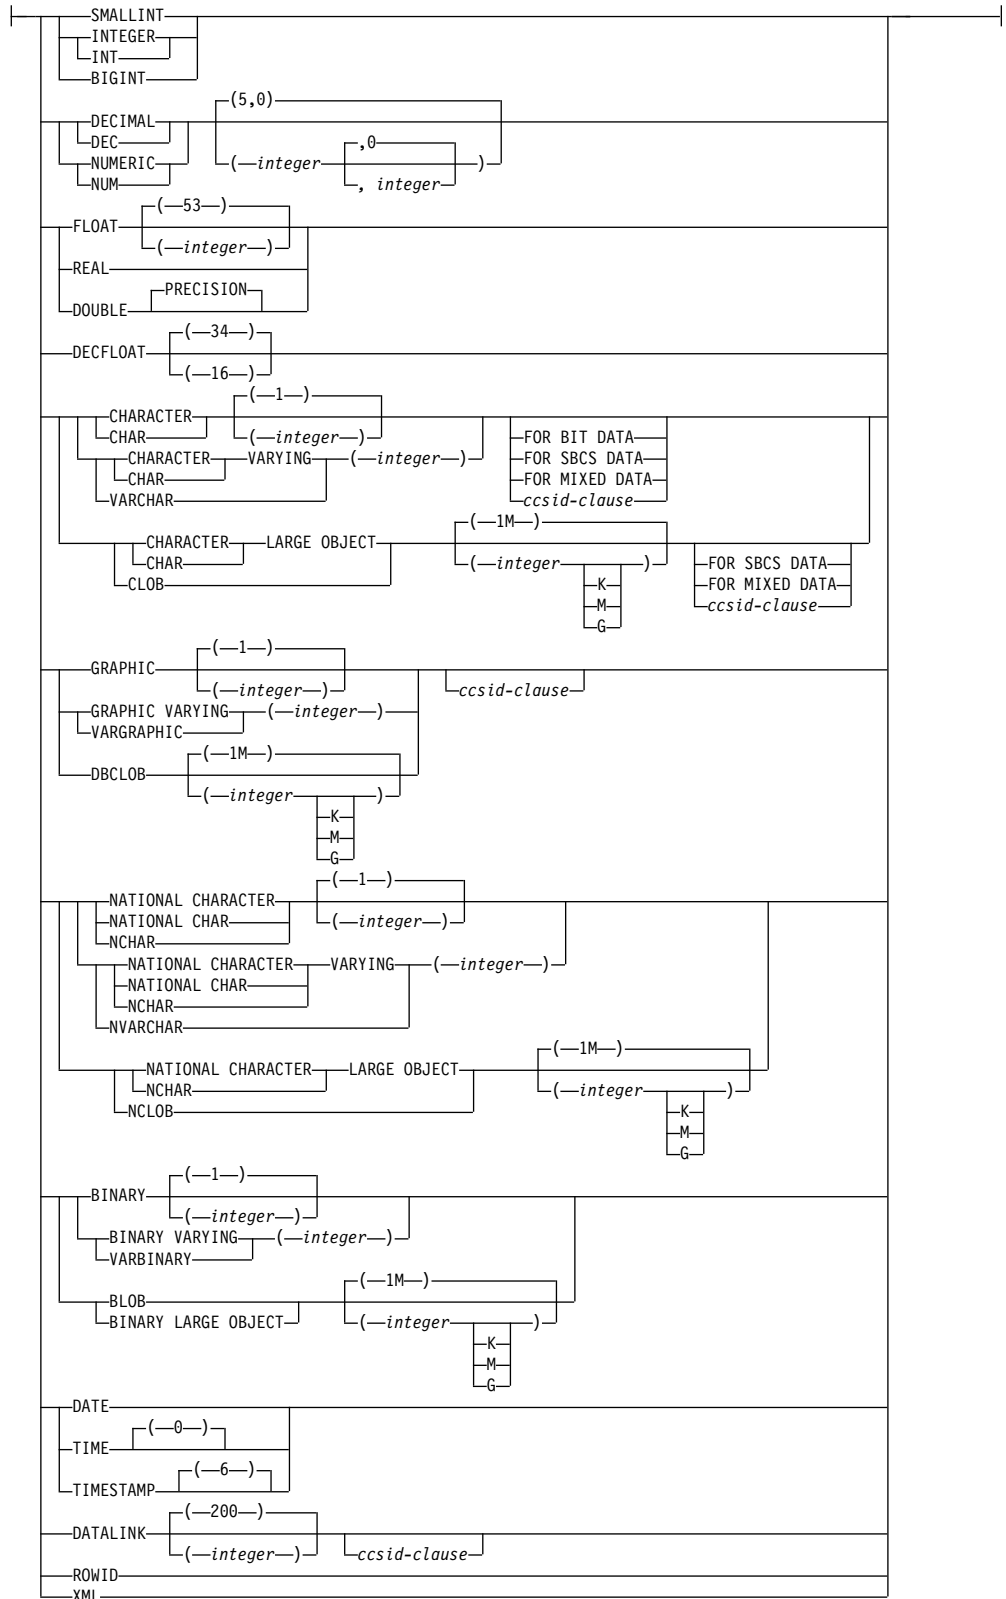 SMALLINT
INTEGER
INT
BIGINT
(5,0)
DECIMAL
DEC ,0
NUMERIC ( integer )
NUM , integer
( 53 )
FLOAT
( integer )
REAL
PRECISION
DOUBLE
( 34 )
DECFLOAT
( 16 )
( 1 )
CHARACTER
CHAR ( integer ) FOR BIT DATA
CHARACTER VARYING ( integer ) FOR SBCS DATA
CHAR FOR MIXED DATA
VARCHAR ccsid-clause
( 1M )
CHARACTER LARGE OBJECT
CHAR ( integer ) FOR SBCS DATA
CLOB K FOR MIXED DATA
M ccsid-clause
G
( 1 )
GRAPHIC
( integer ) ccsid-clause
GRAPHIC VARYING ( integer )
VARGRAPHIC
( 1M )
DBCLOB
( integer )
K
M
G
( 1 )
NATIONAL CHARACTER
NATIONAL CHAR ( integer )
NCHAR
NATIONAL CHARACTER VARYING ( integer )
NATIONAL CHAR
NCHAR
NVARCHAR
( 1M )
NATIONAL CHARACTER LARGE OBJECT
NCHAR ( integer )
NCLOB K
M
G
( 1 )
BINARY
( integer )
BINARY VARYING ( integer )
VARBINARY
( 1M )
BLOB
BINARY LARGE OBJECT ( integer )
K
M
G
DATE
( 0 )
TIME
( 6 )
TIMESTAMP
( 200 )
DATALINK
( integer ) ccsid-clause
ROWID
XML